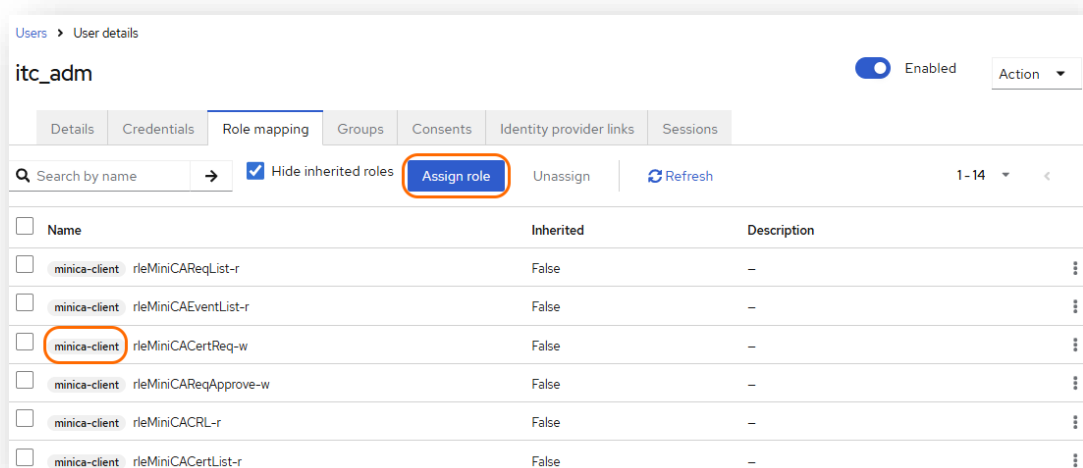 Users > User details
itc_adm
Enabled
Action
Details Credentials Role mapping Groups Consents Identity provider links Sessions
Search by name Hide inherited roles Assign role Unassign Refresh 1-14
Name Inherited Description
minica-client rleMiniCAReqList-r False –
minica-client rleMiniCAEventList-r False –
minica-client rleMiniCACertReq-w False –
minica-client rleMiniCAReqApprove-w False –
minica-client rleMiniCACRL-r False –
minica-client rleMiniCACertList-r False –